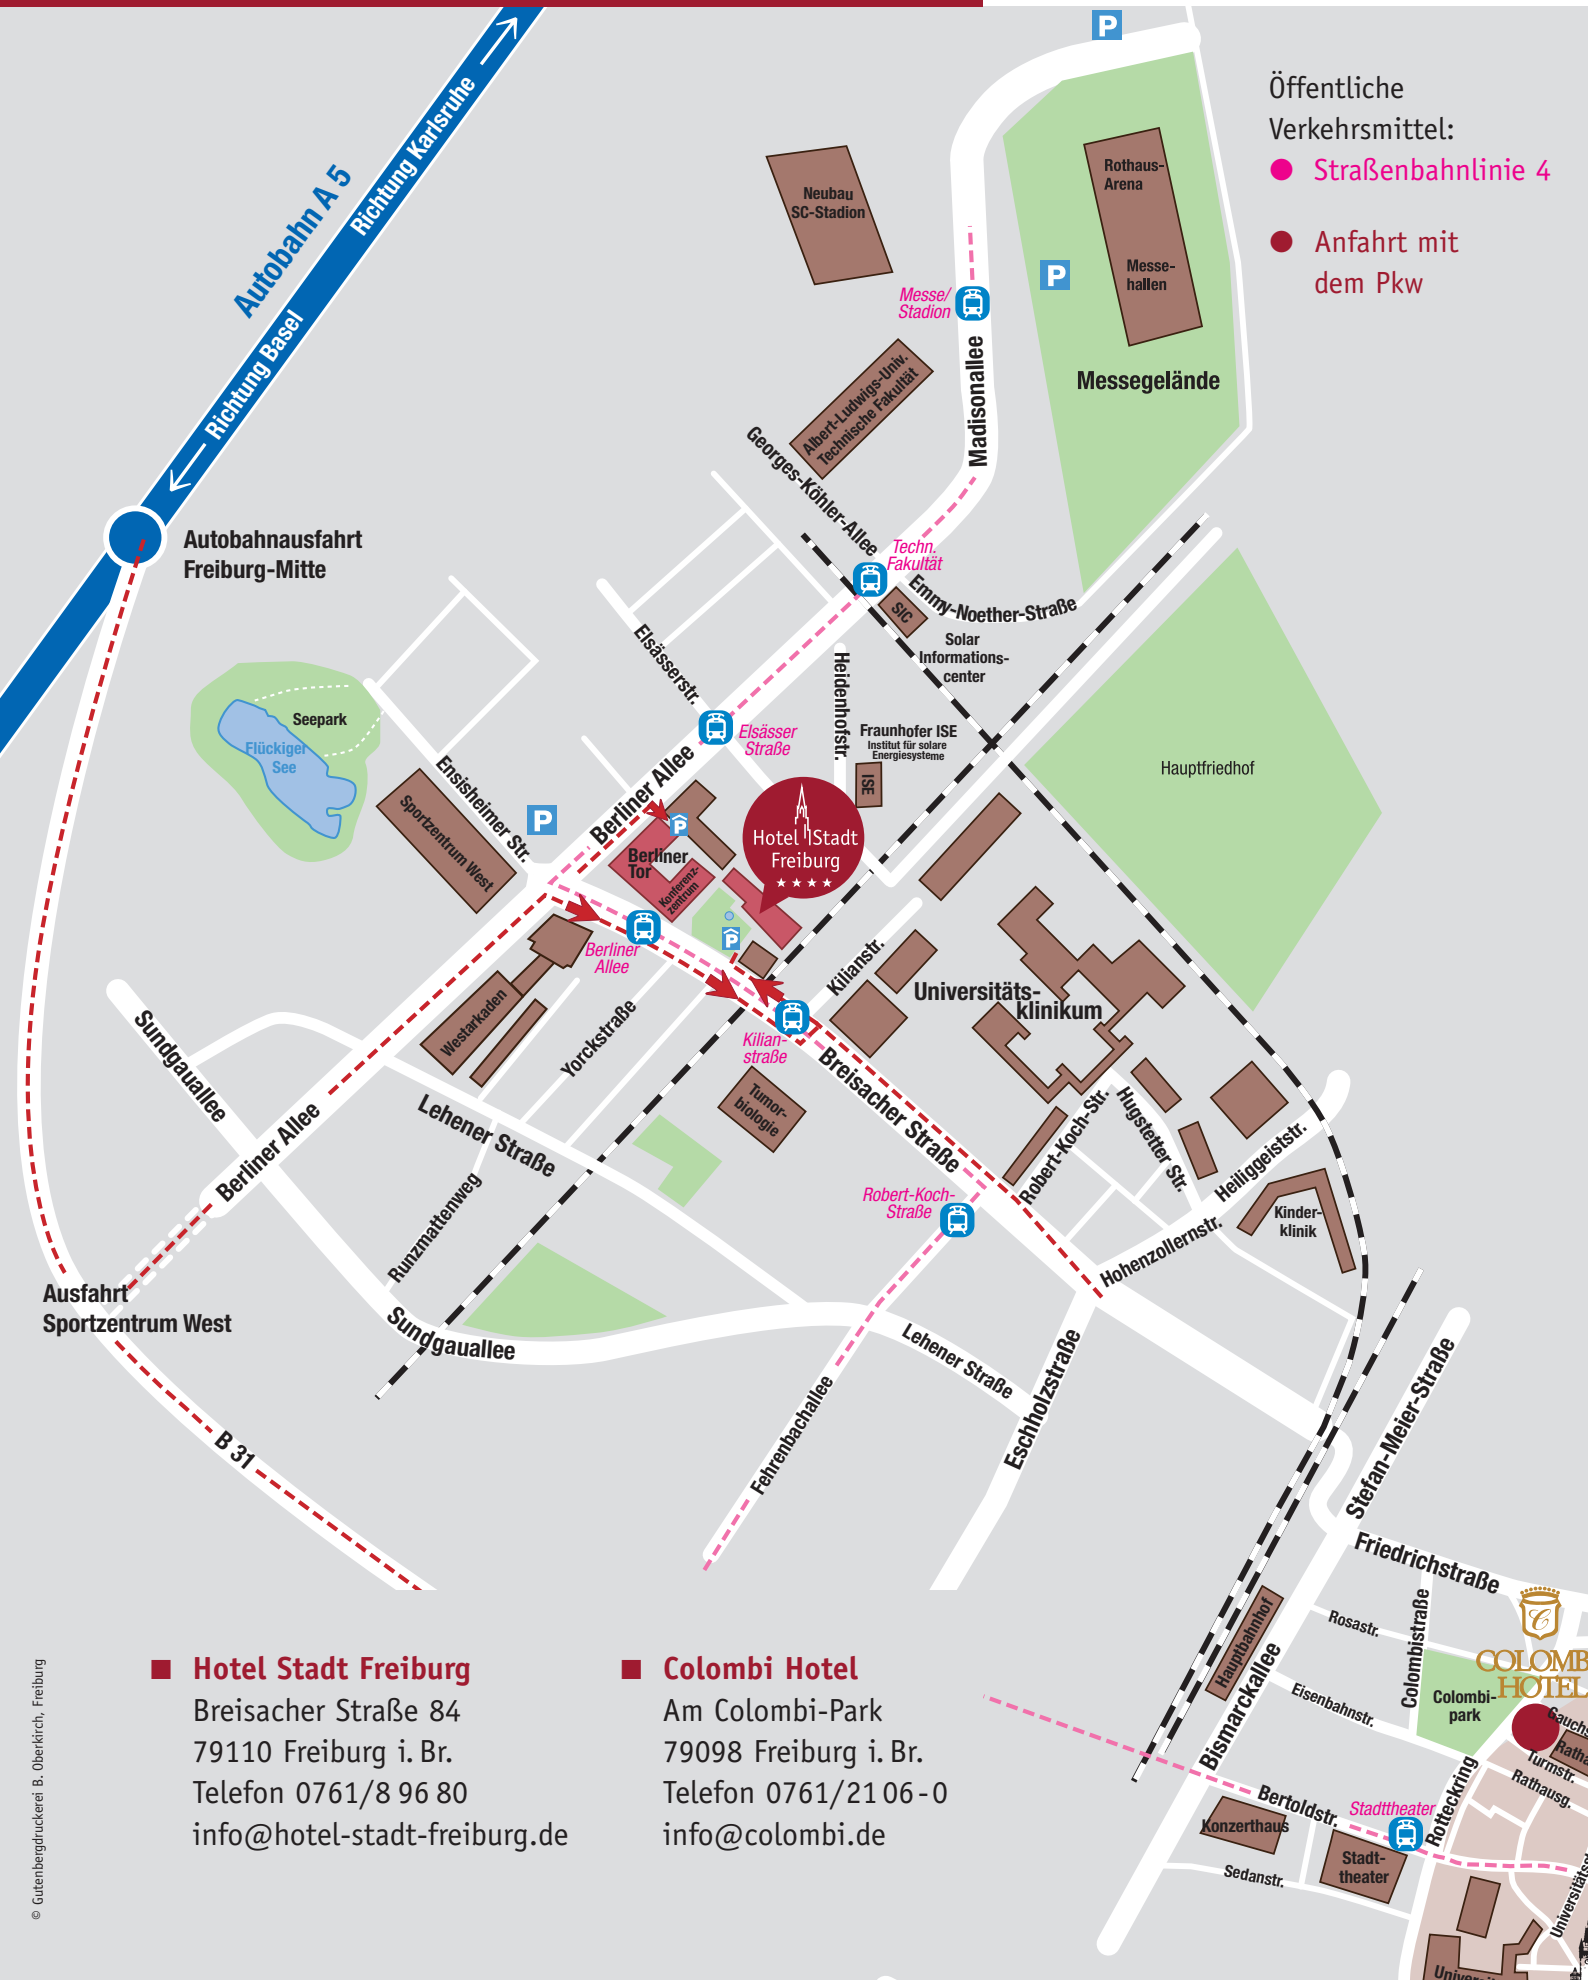 Öffentliche
Verkehrsmittel:
Straßenbahnlinie 4
Anfahrt mit
dem Pkw
P
Autobahn A 5
Richtung Karlsruhe
Richtung Basel
Autobahnausfahrt
Freiburg-Mitte
Neubau
SC-Stadion
Rothaus-
Arena
Messe-
hallen
P
Messegelände
Messe/
Stadion
Madisonallee
Albert-Ludwigs-Univ.
Technische Fakultät
Georges-Köhler-Allee
Techn.
Fakultät
Emmy-Noether-Straße
SIC
Solar
Informations-
center
Elsässerstr.
Heidenhofstr.
Fraunhofer ISE
Institut für solare
Energiesysteme
ISE
Elsässer
Straße
Hauptfriedhof
Seepark
Flückiger
See
Ensisheimer Str.
Sportzentrum West
P
Berliner Allee
P
Berliner
Tor
Konferenz-
zentrum
Hotel Stadt
Freiburg
P
Berliner
Allee
Westarkaden
Yorckstraße
Kilianstr.
Universitäts-
klinikum
Kilian-
straße
Breisacher Straße
Tumor-
biologie
Sundgauallee
Berliner Allee
Lehener Straße
Runzmattenweg
Robert-Koch-
Straße
Robert-Koch-Str.
Hugstetter Str.
Heiliggeiststr.
Kinder-
klinik
Hohenzollernstr.
Ausfahrt
Sportzentrum West
Sundgauallee
Lehener Straße
Eschholzstraße
Fehrenbachallee
B 31
Stefan-Meier-Straße
Friedrichstraße
Hauptbahnhof
Bismarckallee
Rosastr.
Colombistraße
Eisenbahnstr.
Colombi-
park
COLOMB
HOTEL
Gauchs
Ratha
Turmstr.
Rathausg.
Rotteckring
Bertoldstr.
Stadttheater
Konzerthaus
Stadt-
theater
Sedanstr.
Universitätss
Universit
Hotel Stadt Freiburg
Breisacher Straße 84
79110 Freiburg i. Br.
Telefon 0761/8 96 80
info@hotel-stadt-freiburg.de
Colombi Hotel
Am Colombi-Park
79098 Freiburg i. Br.
Telefon 0761/21 06-0
info@colombi.de
© Gutenbergdruckerei B. Oberkirch, Freiburg